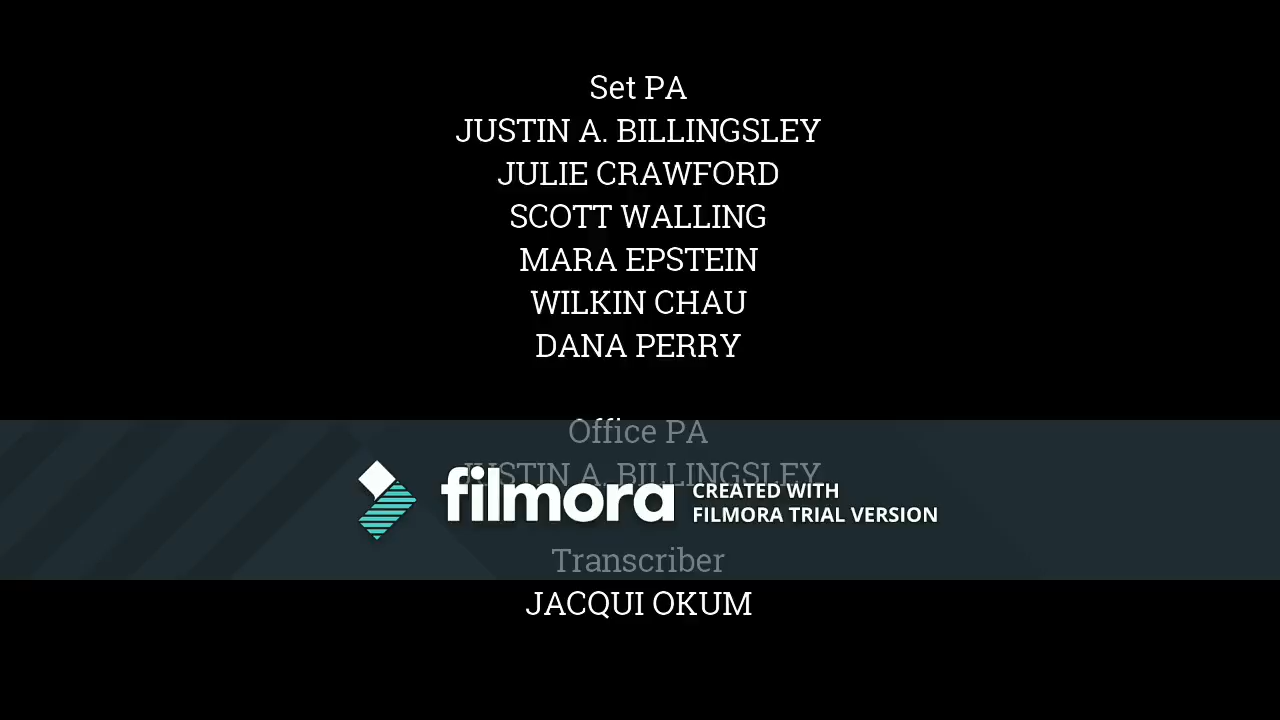 Set PA
JUSTIN A. BILLINGSLEY
JULIE CRAWFORD
SCOTT WALLING
MARA EPSTEIN
WILKIN CHAU
DANA PERRY
Office PA
JUSTIN A. BILLINGSLEY
filmora
CREATED WITH
FILMORA TRIAL VERSION
Transcriber
JACQUI OKUM